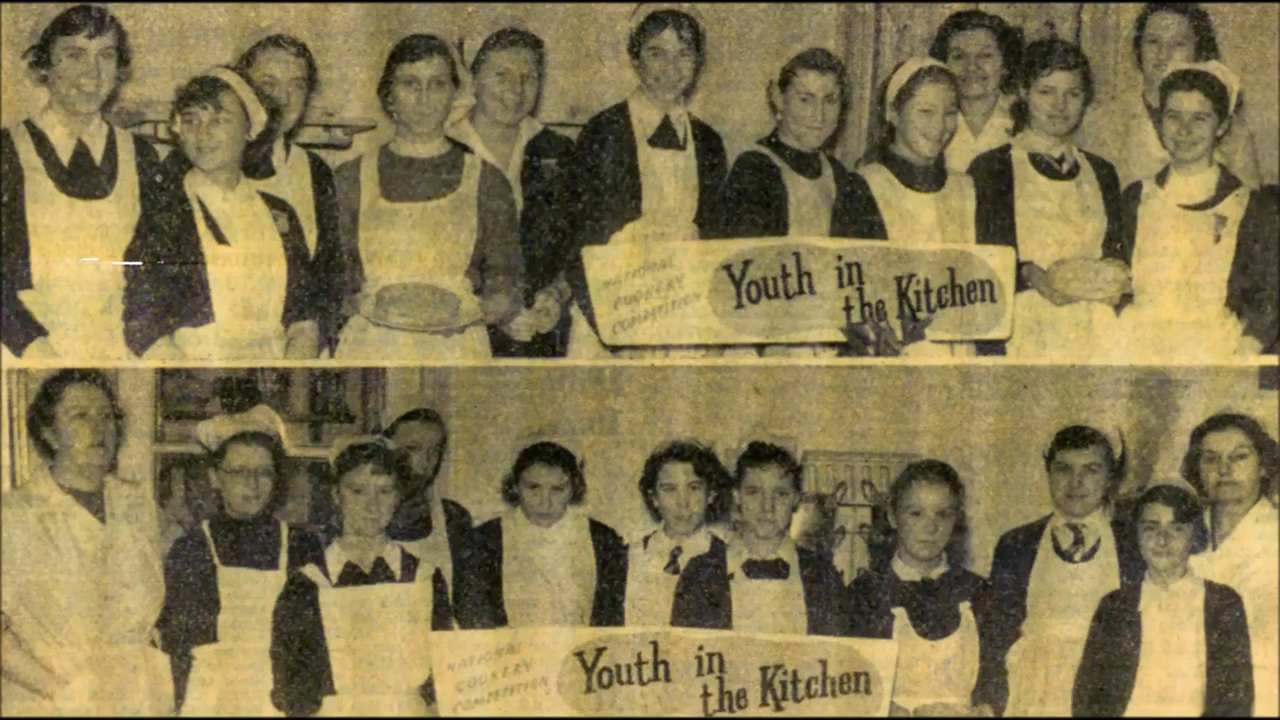 NATIONAL
COOKERY
COMPETITION
Youth in
the Kitchen
NATIONAL
COOKERY
COMPETITION
Youth in
the Kitchen